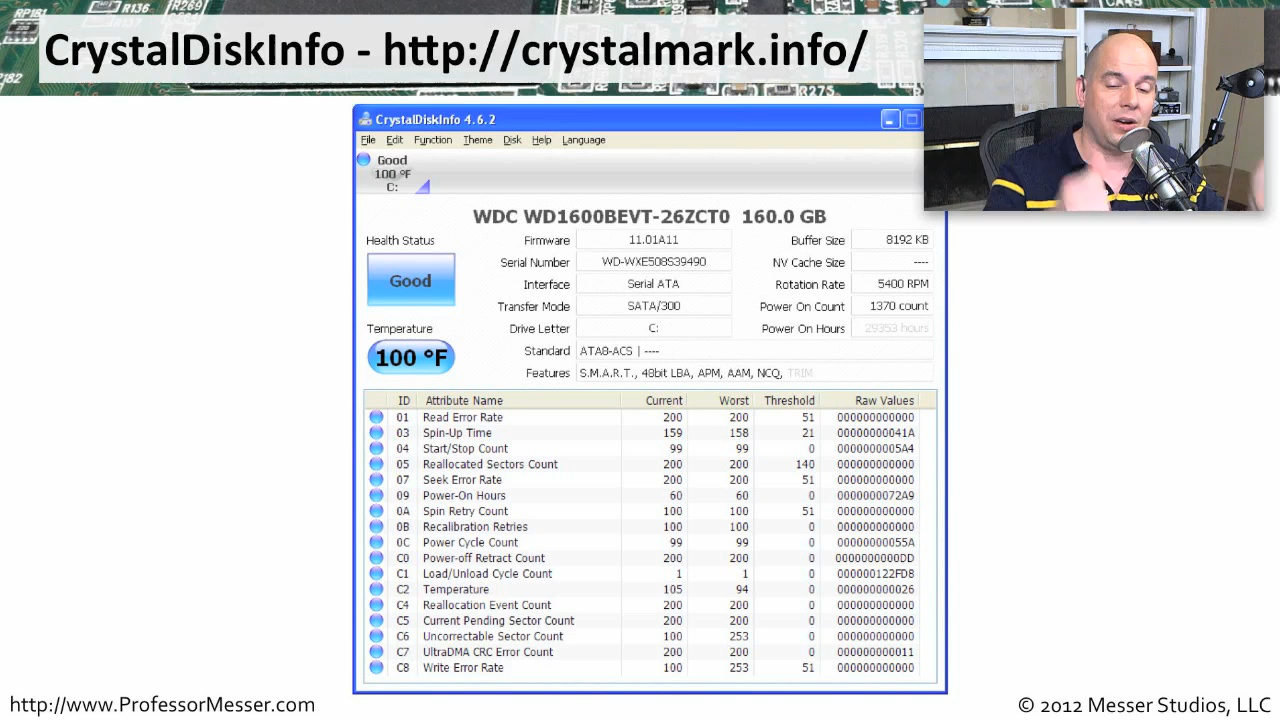 RP181
R136
R269
CA45
J82
R275
CrystalDiskInfo - http://crystalmark.info/
CrystalDiskInfo 4.6.2
File Edit Function Theme Disk Help Language
Good
100 °F
C:
WDC WD1600BEVT-26ZCT0 160.0 GB
Health Status
Good
Temperature
100 °F
Firmware 11.01A11 Buffer Size 8192 KB
Serial Number WD-WXE508S39490 NV Cache Size ----
Interface Serial ATA Rotation Rate 5400 RPM
Transfer Mode SATA/300 Power On Count 1370 count
Drive Letter C: Power On Hours 29353 hours
Standard ATA8-ACS | ----
Features S.M.A.R.T., 48bit LBA, APM, AAM, NCQ, TRIM
ID Attribute Name Current Worst Threshold Raw Values
01 Read Error Rate 200 200 51 000000000000
03 Spin-Up Time 159 158 21 00000000041A
04 Start/Stop Count 99 99 0 0000000005A4
05 Reallocated Sectors Count 200 200 140 000000000000
07 Seek Error Rate 200 200 51 000000000000
09 Power-On Hours 60 60 0 0000000072A9
0A Spin Retry Count 100 100 51 000000000000
0B Recalibration Retries 100 100 0 000000000000
0C Power Cycle Count 99 99 0 00000000055A
C0 Power-off Retract Count 200 200 0 0000000000DD
C1 Load/Unload Cycle Count 1 1 0 000000122FD8
C2 Temperature 105 94 0 000000000026
C4 Reallocation Event Count 200 200 0 000000000000
C5 Current Pending Sector Count 200 200 0 000000000000
C6 Uncorrectable Sector Count 100 253 0 000000000000
C7 UltraDMA CRC Error Count 200 200 0 000000000011
C8 Write Error Rate 100 253 51 000000000000
http://www.ProfessorMesser.com
© 2012 Messer Studios, LLC